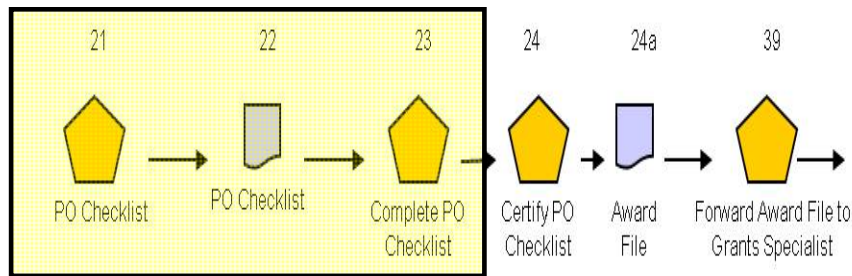 21 22 23 24 24a 39
PO Checklist PO Checklist Complete PO Certify PO Award Forward Award File to
Checklist Checklist File Grants Specialist